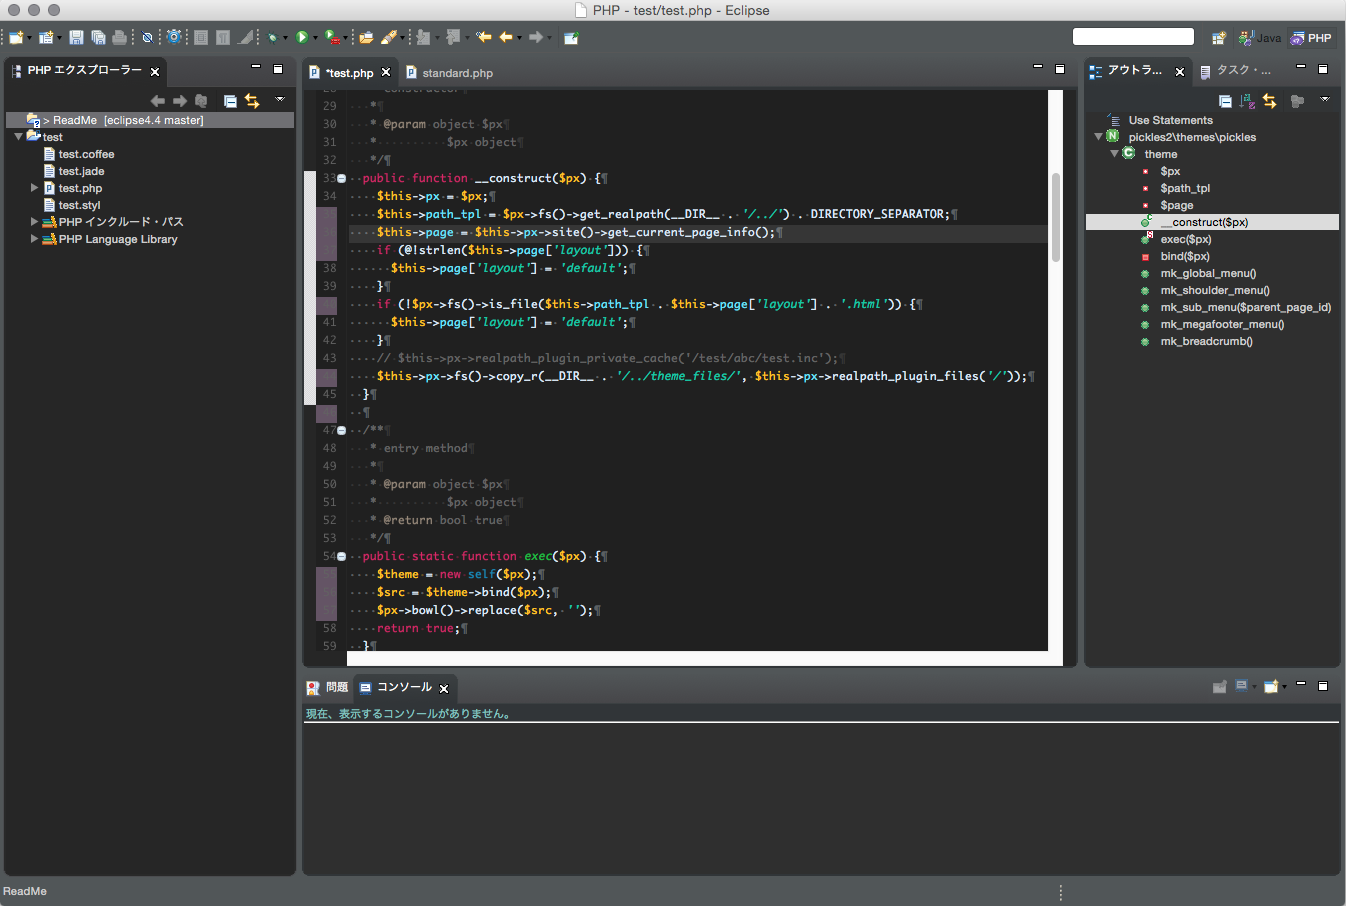 PHP - test/test.php - Eclipse
Java
PHP
PHP エクスプローラー
> ReadMe [eclipse4.4 master]
test
test.coffee
test.jade
test.php
test.styl
PHP インクルード・パス
PHP Language Library
*test.php
standard.php
29 *¶
30 * @param object $px¶
31 * $px object¶
32 */¶
33 public function __construct($px) {¶
34 $this->px = $px;¶
$this->path_tpl = $px->fs()->get_realpath(__DIR__ . '/../') . DIRECTORY_SEPARATOR;¶
$this->page = $this->px->site()->get_current_page_info();¶
if (@!strlen($this->page['layout'])) {¶
38 $this->page['layout'] = 'default';¶
39 }¶
if (!$px->fs()->is_file($this->path_tpl . $this->page['layout'] . '.html')) {¶
41 $this->page['layout'] = 'default';¶
42 }¶
43 // $this->px->realpath_plugin_private_cache('/test/abc/test.inc');¶
$this->px->fs()->copy_r(__DIR__ . '/../theme_files/', $this->px->realpath_plugin_files('/'));¶
45 }¶
¶
47 /**¶
48 * entry method¶
49 *¶
50 * @param object $px¶
51 * $px object¶
52 * @return bool true¶
53 */¶
54 public static function exec($px) {¶
$theme = new self($px);¶
$src = $theme->bind($px);¶
$px->bowl()->replace($src, '');¶
58 return true;¶
59 }¶
アウトラ...
タスク・...
Use Statements
pickles2\themes\pickles
theme
$px
$path_tpl
$page
__construct($px)
exec($px)
bind($px)
mk_global_menu()
mk_shoulder_menu()
mk_sub_menu($parent_page_id)
mk_megafooter_menu()
mk_breadcrumb()
問題
コンソール
現在、表示するコンソールがありません。
ReadMe